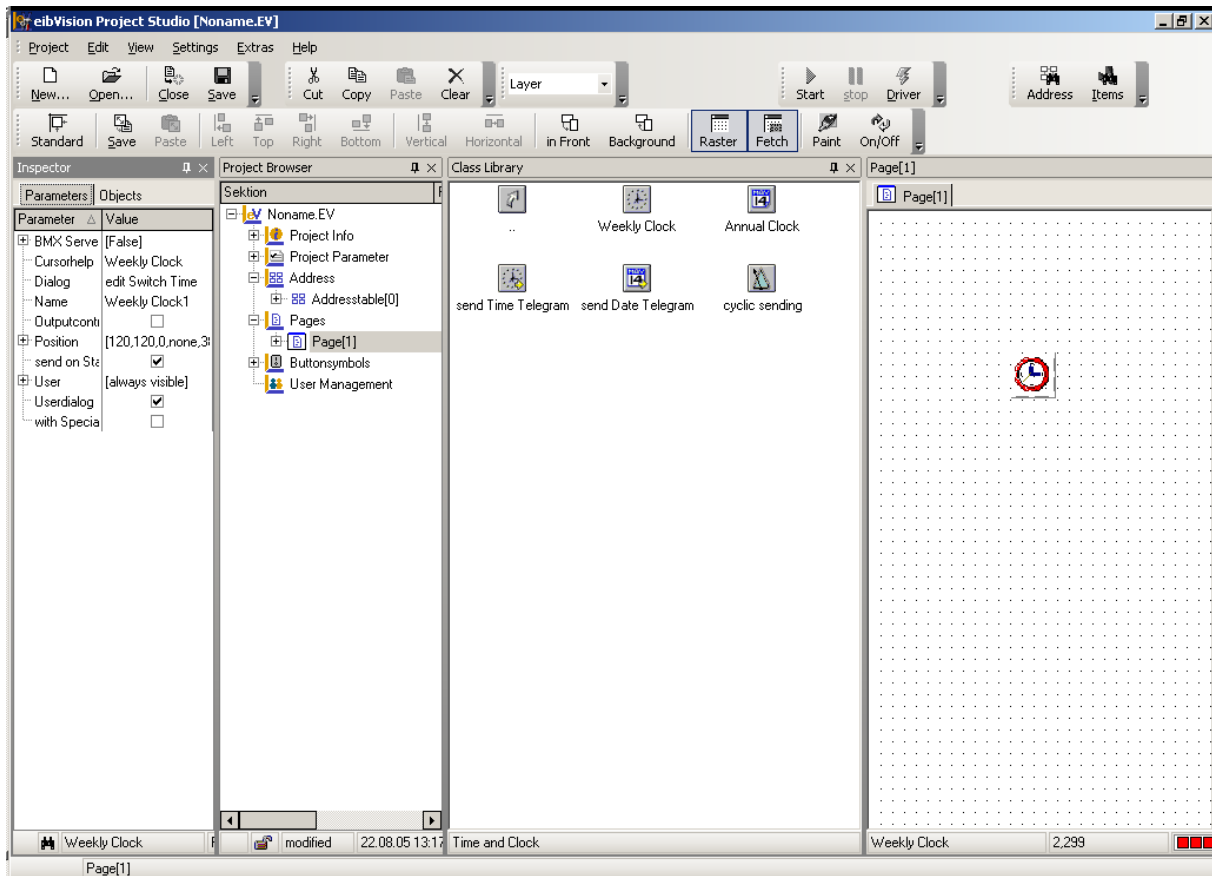 eibVision Project Studio [Noname.EV]
Project Edit View Settings Extras Help
New... Open... Close Save Cut Copy Paste Clear Layer Start stop Driver Address Items
Standard Save Paste Left Top Right Bottom Vertical Horizontal in Front Background Raster Fetch Paint On/Off
Inspector
Parameters Objects
Parameter Value
BMX Serve [False]
Cursorhelp Weekly Clock
Dialog edit Switch Time
Name Weekly Clock1
Outputconti
Position [120,120,0,none,3
send on Sta
User [always visible]
Userdialog
with Specia
Weekly Clock
Project Browser
Sektion
Noname.EV
Project Info
Project Parameter
Address
Addresstable[0]
Pages
Page[1]
Buttonsymbols
User Management
modified 22.08.05 13:17
Class Library
.. Weekly Clock Annual Clock
send Time Telegram send Date Telegram cyclic sending
Time and Clock
Page[1]
Page[1]
Weekly Clock 2,299
Page[1]